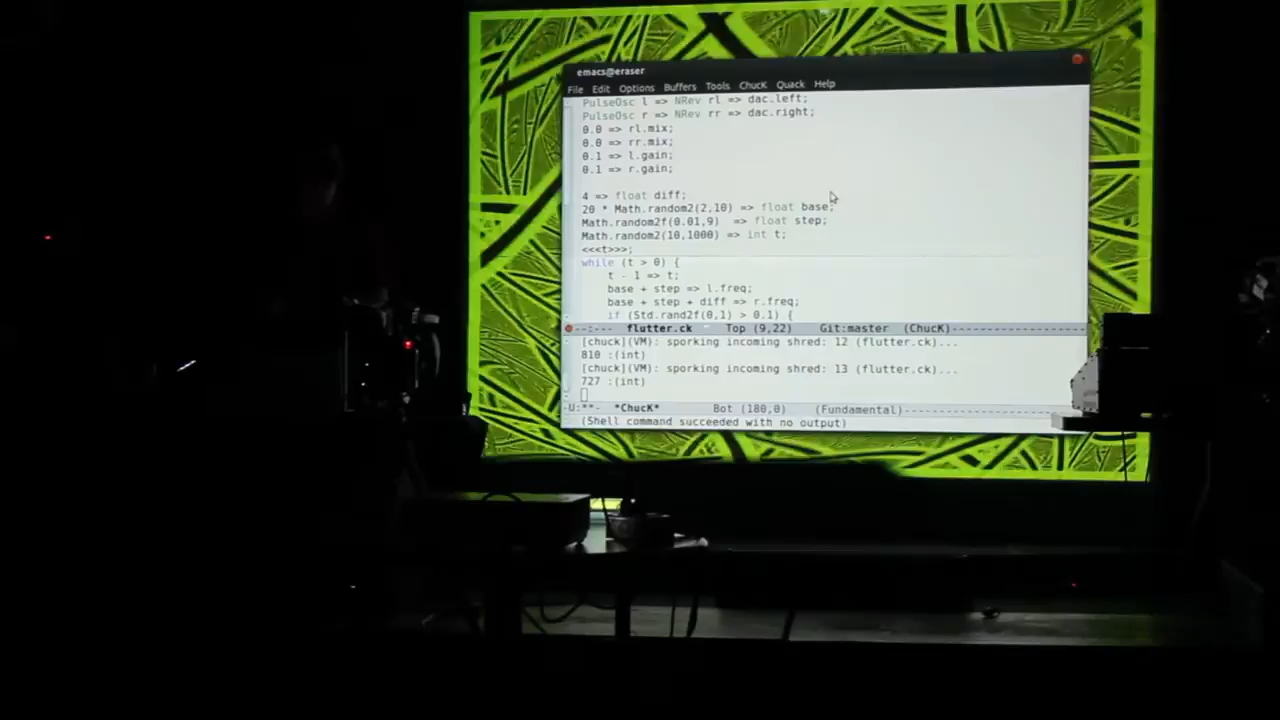 emacs@eraser
File Edit Options Buffers Tools ChucK Quack Help
PulseOsc l => NRev rl => dac.left;
PulseOsc r => NRev rr => dac.right;
0.0 => rl.mix;
0.0 => rr.mix;
0.1 => l.gain;
0.1 => r.gain;
4 => float diff;
20 * Math.random2(2,10) => float base;
Math.random2f(0.01,9)  => float step;
Math.random2(10,1000) => int t;
<<<t>>>;
while (t > 0) {
    t - 1 => t;
    base + step => l.freq;
    base + step + diff => r.freq;
    if (Std.rand2f(0,1) > 0.1) {
--:---  flutter.ck     Top (9,22)     Git:master  (ChucK)--------------------
[chuck](VM): sporking incoming shred: 12 (flutter.ck)...
810 :(int)
[chuck](VM): sporking incoming shred: 13 (flutter.ck)...
727 :(int)
-U:**-  *ChucK*        Bot (180,0)    (Fundamental)-----------------------
(Shell command succeeded with no output)